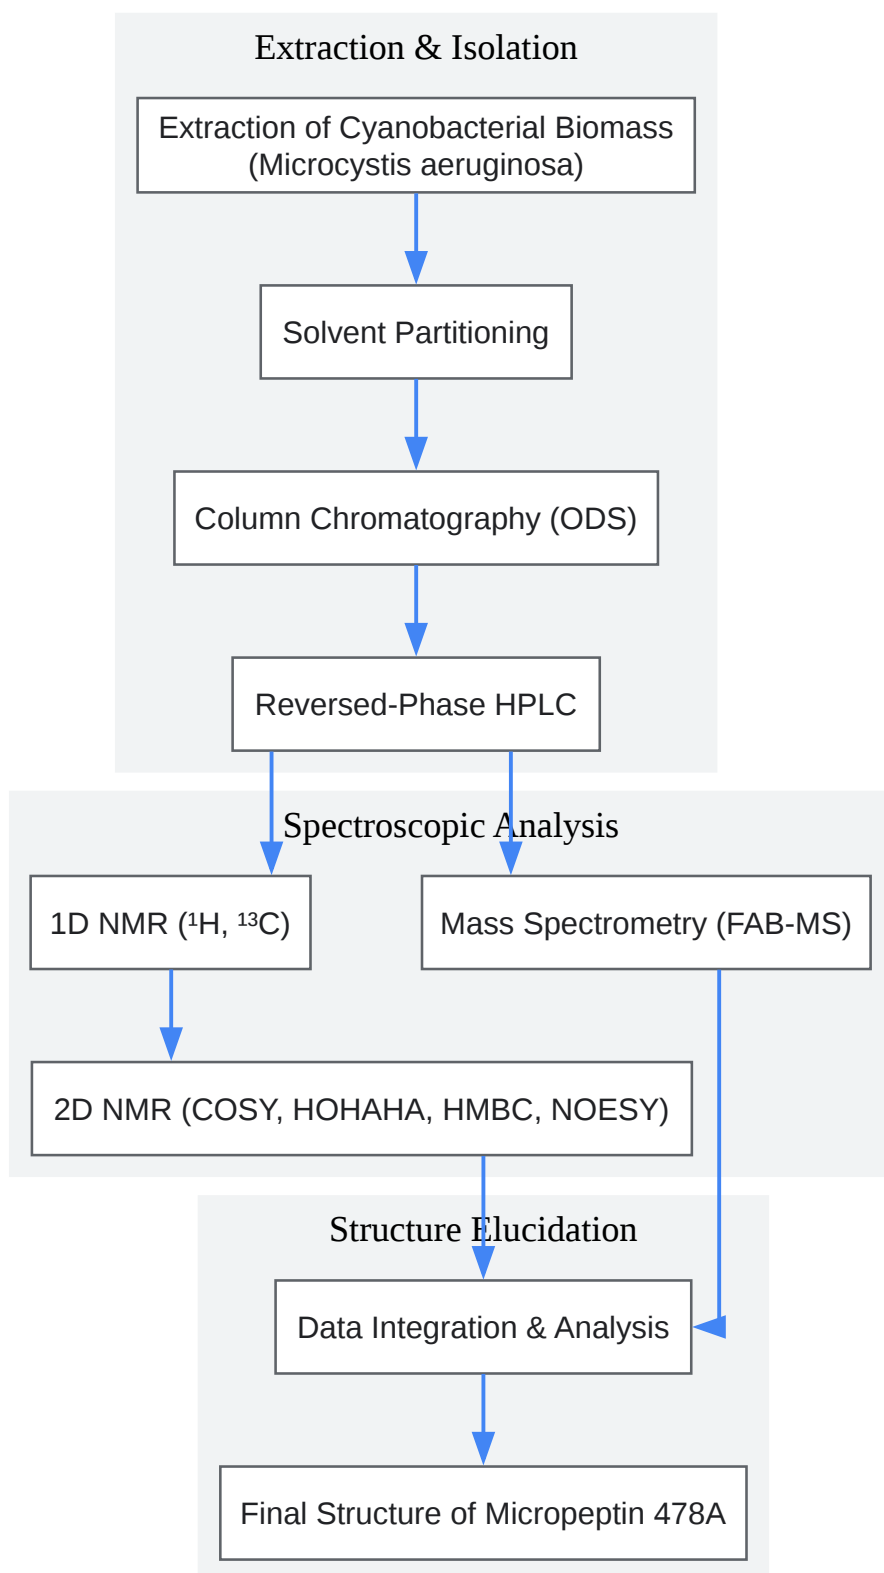 Extraction & Isolation
Extraction of Cyanobacterial Biomass
(Microcystis aeruginosa)
Solvent Partitioning
Column Chromatography (ODS)
Reversed-Phase HPLC
Spectroscopic Analysis
1D NMR (¹H, ¹³C)
Mass Spectrometry (FAB-MS)
2D NMR (COSY, HOHAHA, HMBC, NOESY)
Structure Elucidation
Data Integration & Analysis
Final Structure of Micropeptin 478A